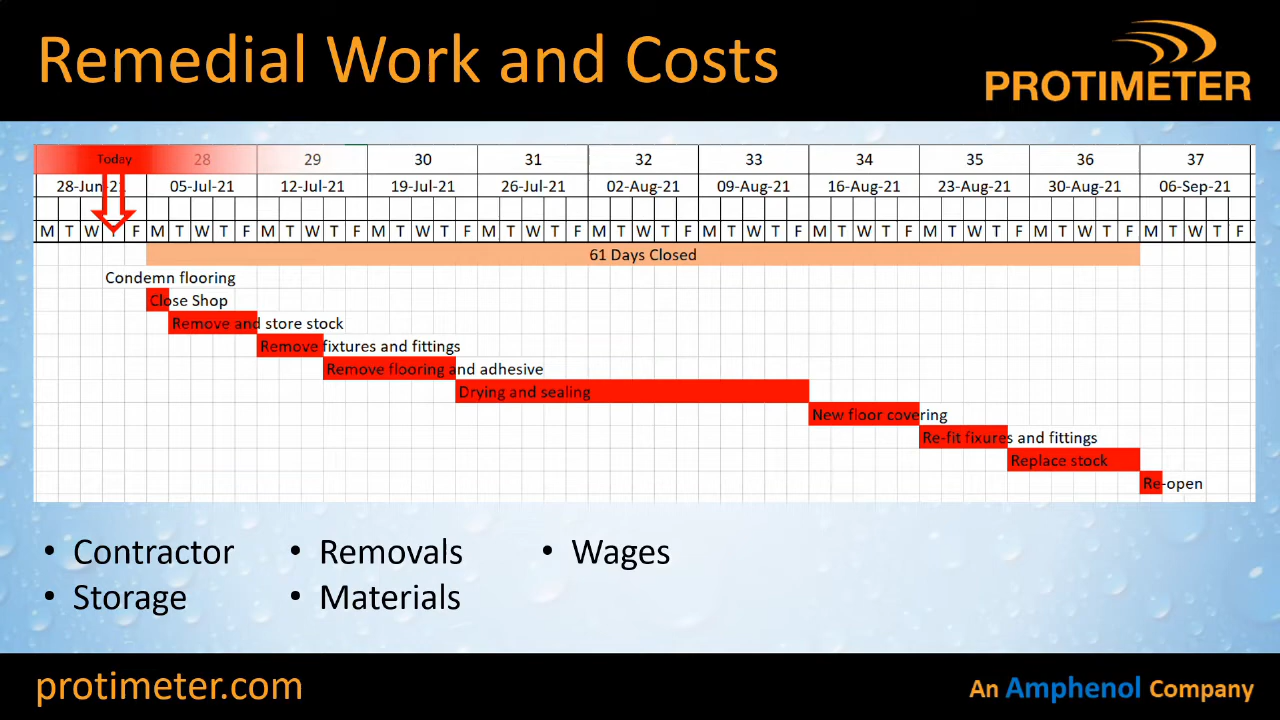 Remedial Work and Costs
PROTIMETER
Today 28 29 30 31 32 33 34 35 36 37
28-Jun-21 05-Jul-21 12-Jul-21 19-Jul-21 26-Jul-21 02-Aug-21 09-Aug-21 16-Aug-21 23-Aug-21 30-Aug-21 06-Sep-21
M T W T F M T W T F M T W T F M T W T F M T W T F M T W T F M T W T F M T W T F M T W T F M T W T F M T W T F
61 Days Closed
Condemn flooring
Close Shop
Remove and store stock
Remove fixtures and fittings
Remove flooring and adhesive
Drying and sealing
New floor covering
Re-fit fixures and fittings
Replace stock
Re-open
• Contractor • Removals • Wages
• Storage • Materials
protimeter.com
An Amphenol Company